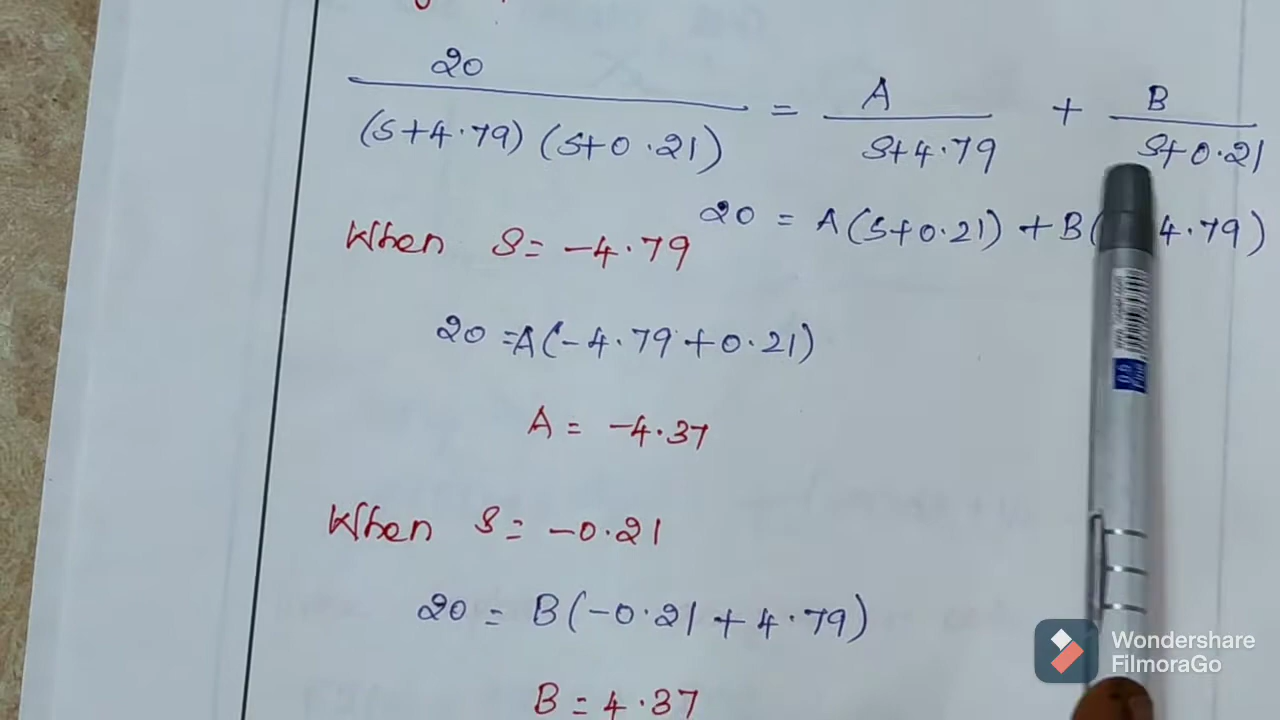 20
(S+4.79) (S+0.21) = A/S+4.79 + B/S+0.21
20 = A(S+0.21) + B( 4.79)
When S = -4.79
20 = A(-4.79+0.21)
A = -4.37
When S = -0.21
20 = B(-0.21+4.79)
B = 4.37
Wondershare
FilmoraGo